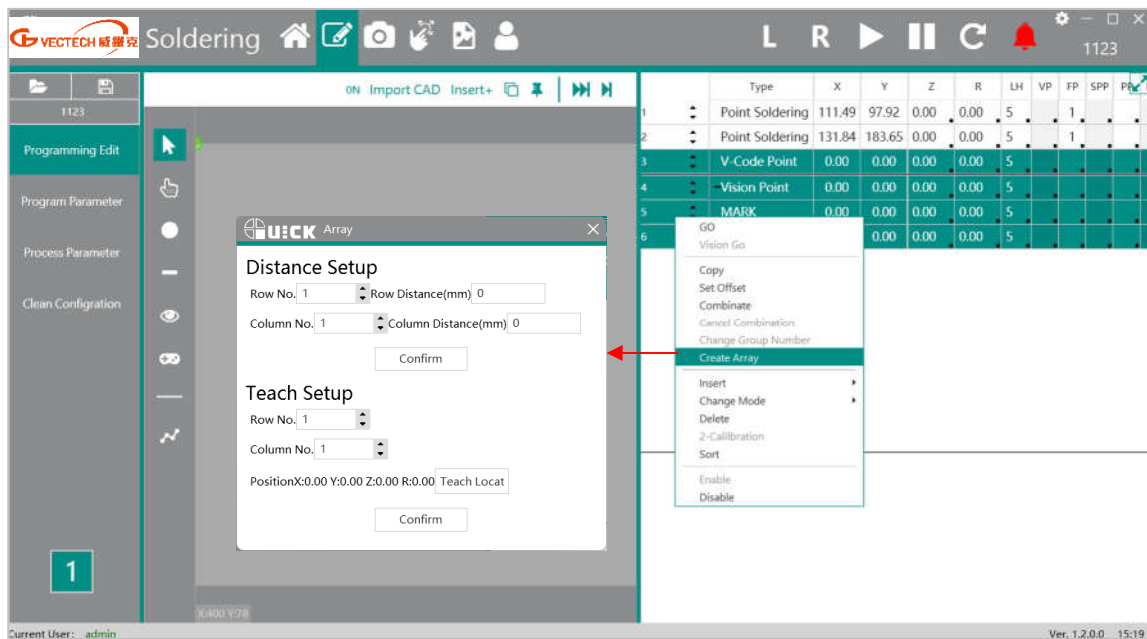 VECTECH 威鏷克 Soldering
L R
1123
1123
Programming Edit
Program Parameter
Process Parameter
Clean Configration
1
ON Import CAD Insert+
Type X Y Z R LH VP FP SPP
1 Point Soldering 111.49 97.92 0.00 0.00 5 1
2 Point Soldering 131.84 183.65 0.00 0.00 5 1
3 V-Code Point 0.00 0.00 0.00 0.00 5
4 -Vision Point 0.00 0.00 0.00 0.00 5
5 MARK 0.00 0.00 0.00 0.00 5
6 0.00 0.00 0.00 5
GO
Vision Go
Copy
Set Offset
Combinate
Cancel Combination
Change Group Number
Create Array
Insert
Change Mode
Delete
2-Calilbration
Sort
Enable
Disable
QUICK Array
Distance Setup
Row No. 1 Row Distance(mm) 0
Column No. 1 Column Distance(mm) 0
Confirm
Teach Setup
Row No. 1
Column No. 1
PositionX:0.00 Y:0.00 Z:0.00 R:0.00 Teach Locat
Confirm
X:400 Y:78
Current User: admin
Ver. 1.2.0.0 15:19